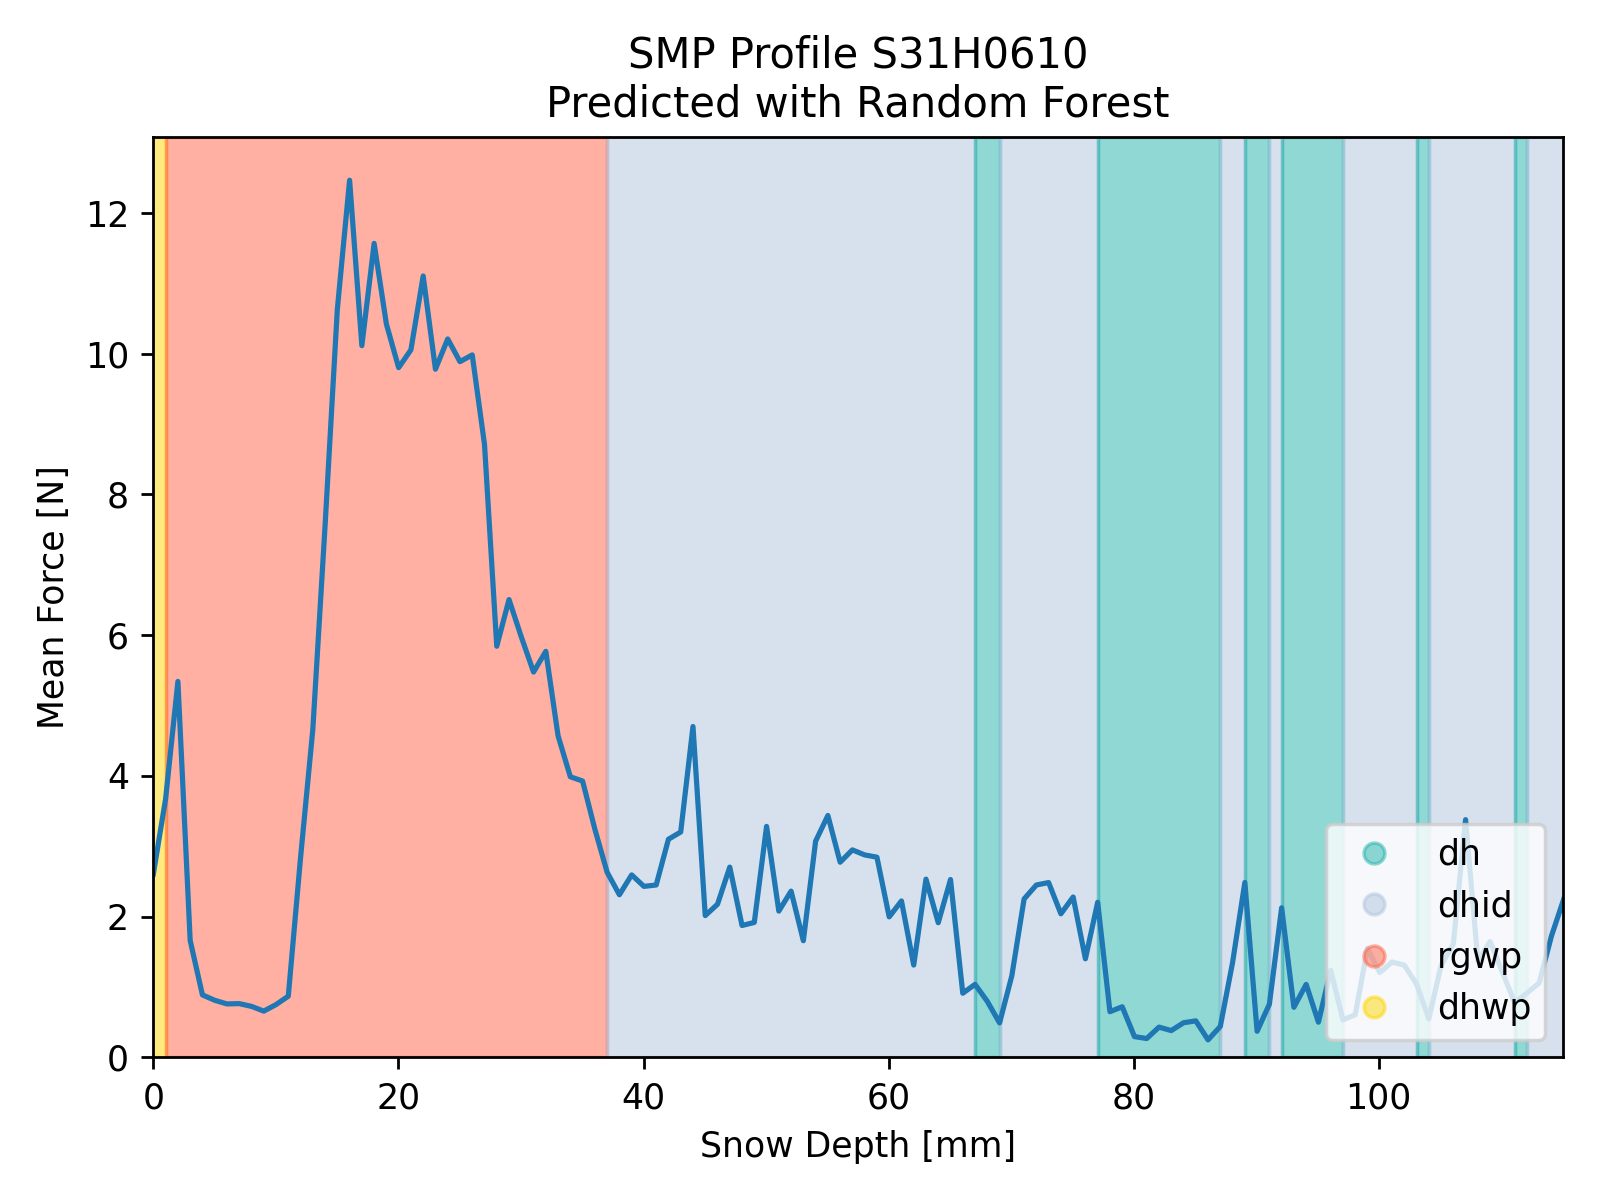 SMP Profile S31H0610
Predicted with Random Forest
12
10
8
6
4
2
0
Mean Force [N]
dh
dhid
rgwp
dhwp
0 20 40 60 80 100
Snow Depth [mm]